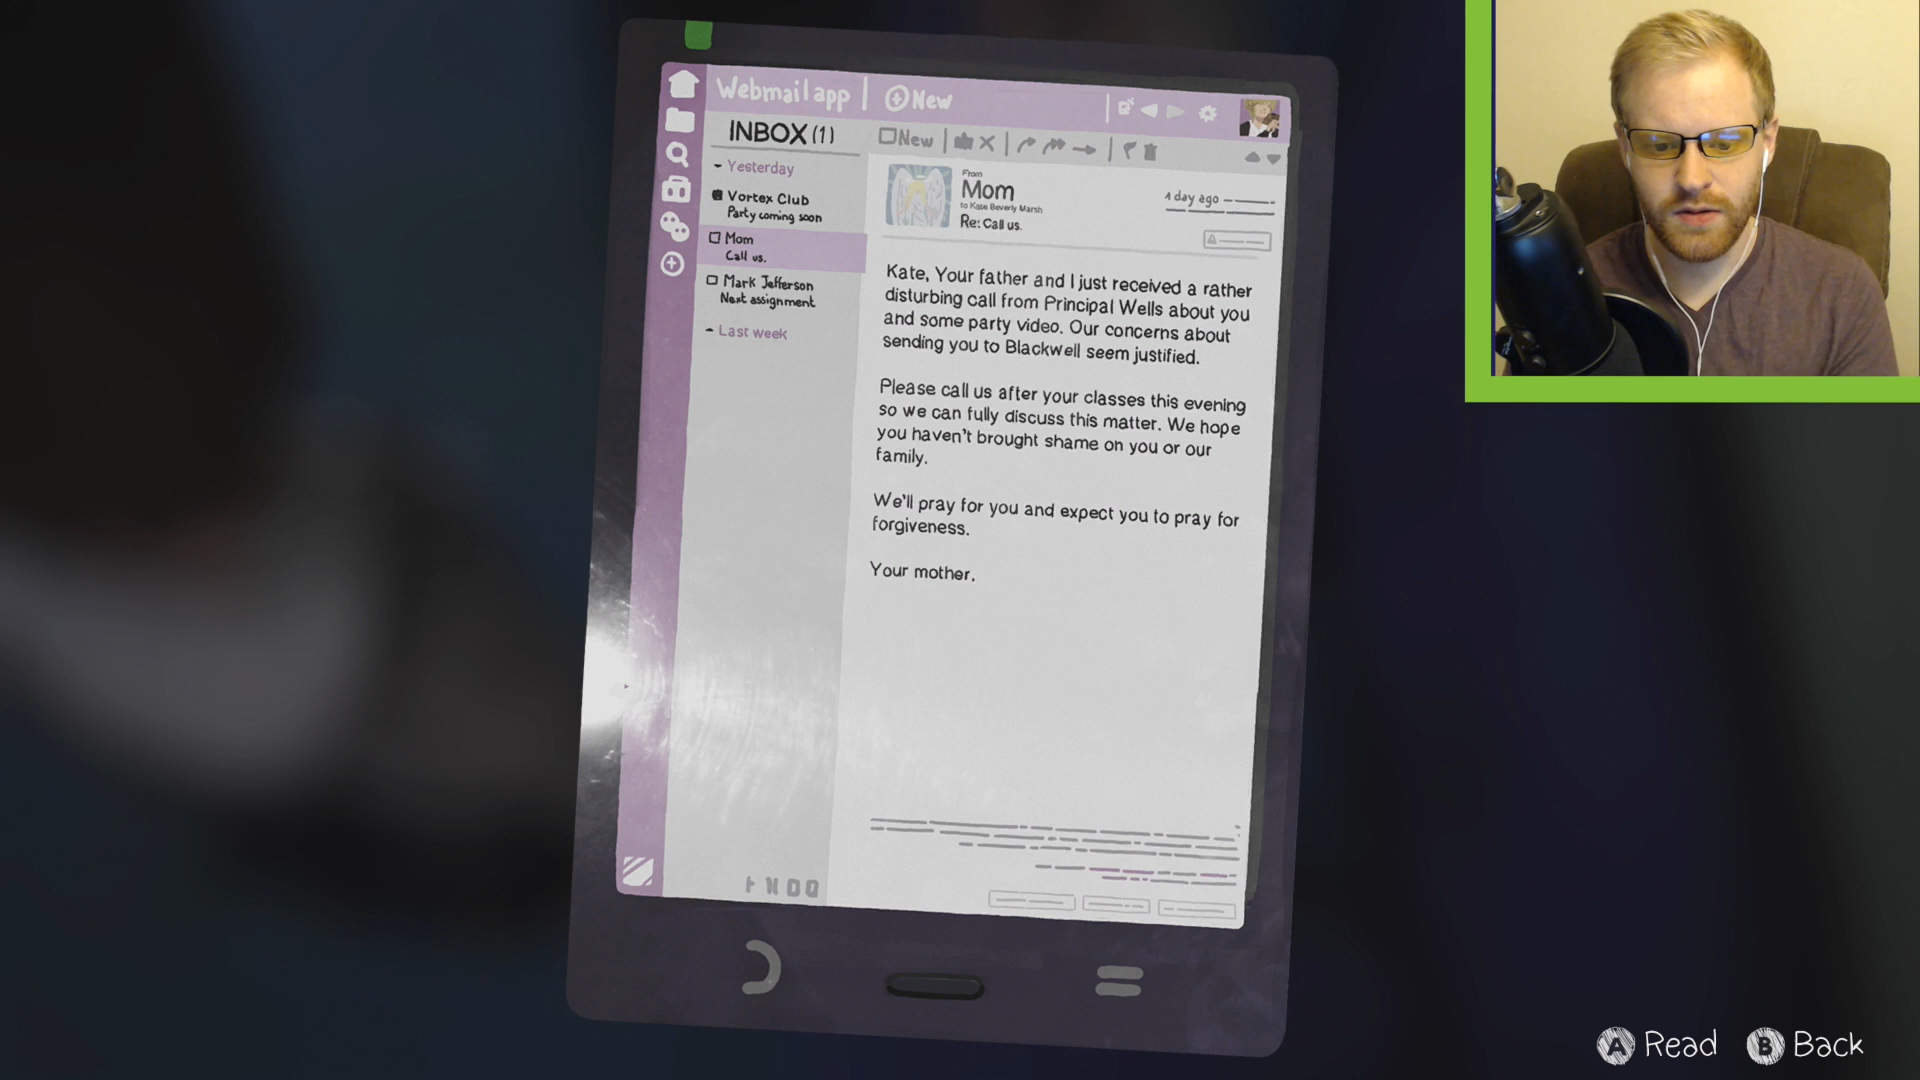 Webmail app | New
INBOX (1)
New
- Yesterday
Vortex Club
Party coming soon
Mom
Call us.
Mark Jefferson
Next assignment
- Last week
From
Mom
to Kate Beverly Marsh
Re: Call us.
1 day ago
Kate, Your father and I just received a rather
disturbing call from Principal Wells about you
and some party video. Our concerns about
sending you to Blackwell seem justified.
Please call us after your classes this evening
so we can fully discuss this matter. We hope
you haven't brought shame on you or our
family.
We'll pray for you and expect you to pray for
forgiveness.
Your mother.
A Read B Back